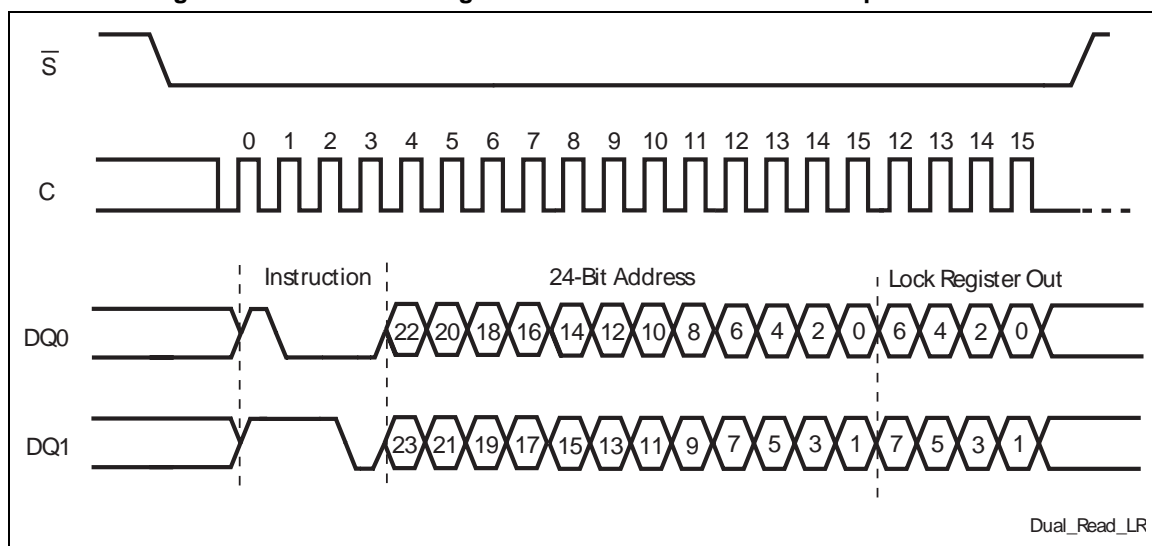 S
0 1 2 3 4 5 6 7 8 9 10 11 12 13 14 15 12 13 14 15
C
Instruction 24-Bit Address Lock Register Out
DQ0 22 20 18 16 14 12 10 8 6 4 2 0 6 4 2 0
DQ1 23 21 19 17 15 13 11 9 7 5 3 1 7 5 3 1
Dual_Read_LR